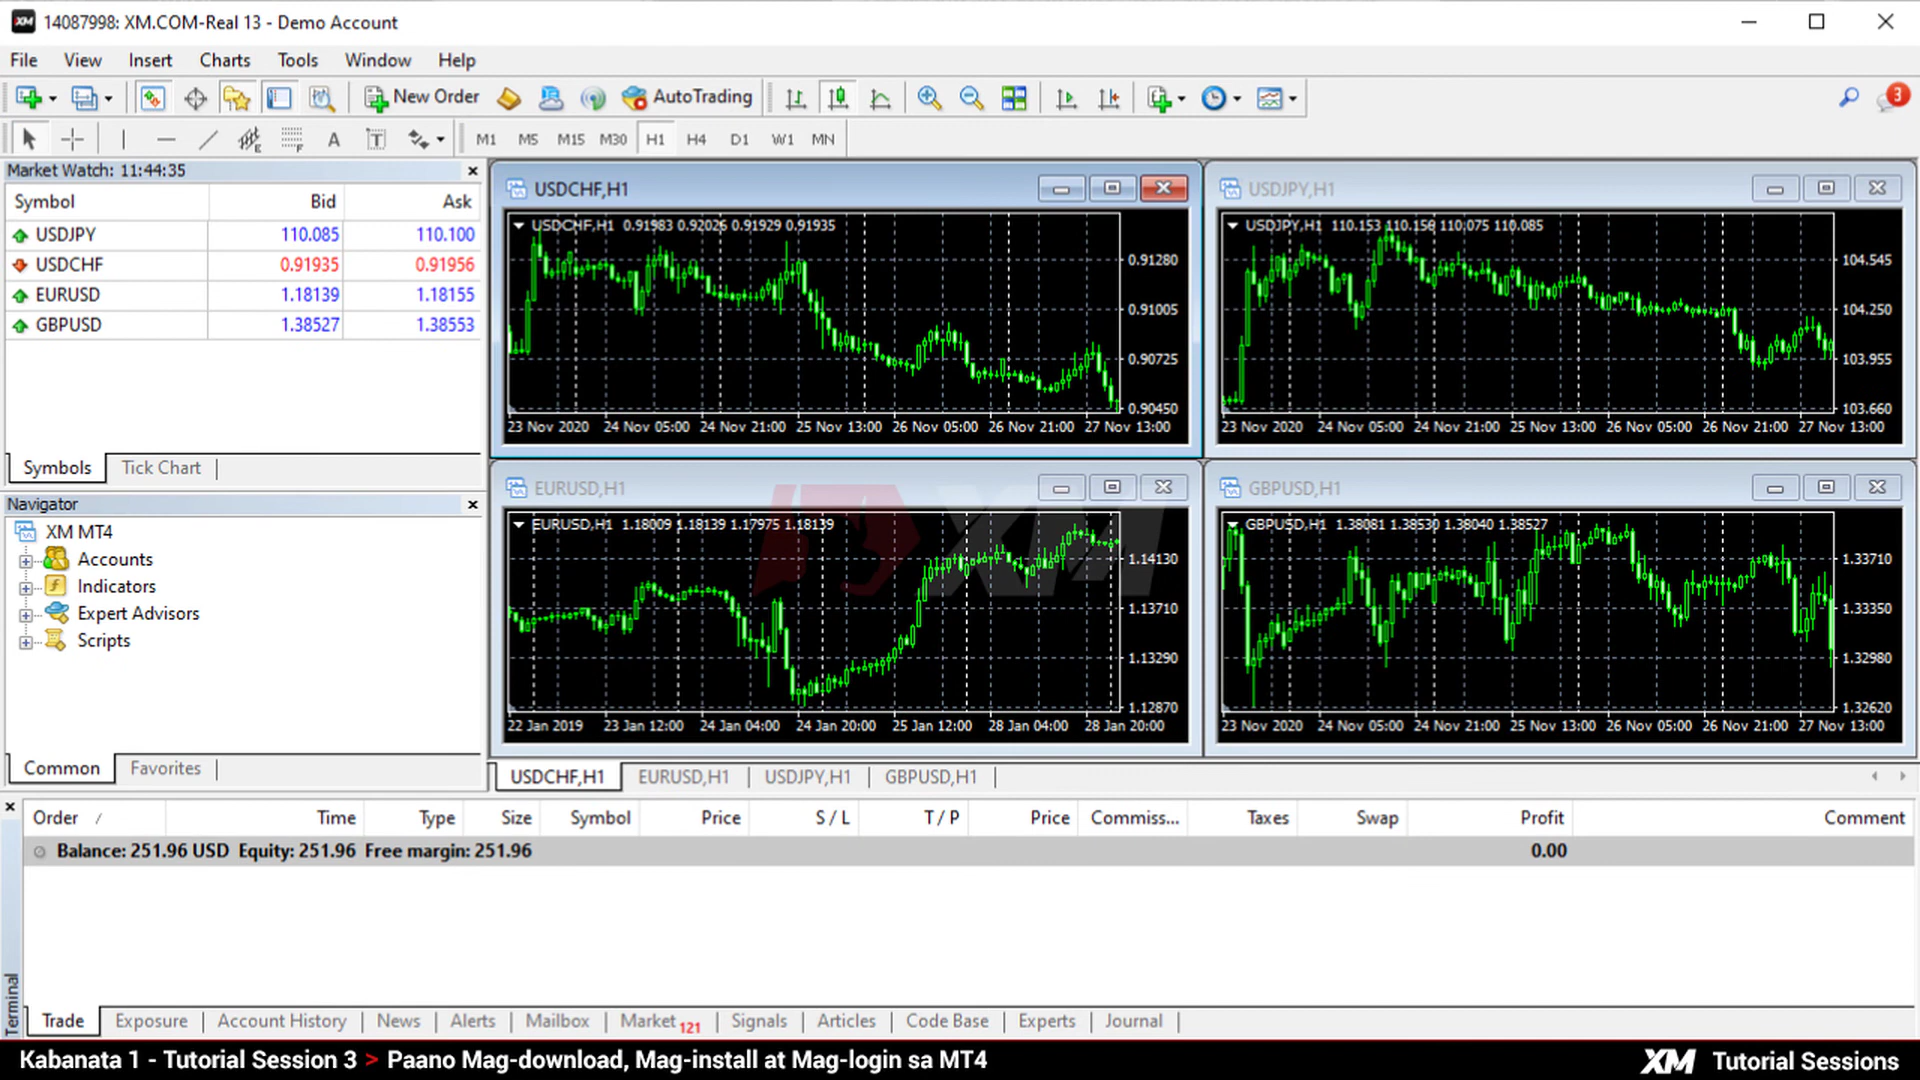 XM 14087998: XM.COM-Real 13 - Demo Account
File View Insert Charts Tools Window Help
New Order AutoTrading 3
A T M1 M5 M15 M30 H1 H4 D1 W1 MN
Market Watch: 11:44:35
Symbol Bid Ask
USDJPY 110.085 110.100
USDCHF 0.91935 0.91956
EURUSD 1.18139 1.18155
GBPUSD 1.38527 1.38553
Symbols Tick Chart
Navigator
XM MT4
Accounts
Indicators
Expert Advisors
Scripts
Common Favorites
USDCHF,H1
USDCHF,H1 0.91983 0.92026 0.91929 0.91935
0.91280
0.91005
0.90725
0.90450
23 Nov 2020 24 Nov 05:00 24 Nov 21:00 25 Nov 13:00 26 Nov 05:00 26 Nov 21:00 27 Nov 13:00
USDJPY,H1
USDJPY,H1 110.153 110.156 110.075 110.085
104.545
104.250
103.955
103.660
23 Nov 2020 24 Nov 05:00 24 Nov 21:00 25 Nov 13:00 26 Nov 05:00 26 Nov 21:00 27 Nov 13:00
EURUSD,H1
EURUSD,H1 1.18009 1.18139 1.17975 1.18139
XM
1.14130
1.13710
1.13290
1.12870
22 Jan 2019 23 Jan 12:00 24 Jan 04:00 24 Jan 20:00 25 Jan 12:00 28 Jan 04:00 28 Jan 20:00
GBPUSD,H1
GBPUSD,H1 1.38081 1.38530 1.38040 1.38527
1.33710
1.33350
1.32980
1.32620
23 Nov 2020 24 Nov 05:00 24 Nov 21:00 25 Nov 13:00 26 Nov 05:00 26 Nov 21:00 27 Nov 13:00
USDCHF,H1 EURUSD,H1 USDJPY,H1 GBPUSD,H1
Order / Time Type Size Symbol Price S / L T / P Price Commiss... Taxes Swap Profit Comment
Balance: 251.96 USD Equity: 251.96 Free margin: 251.96 0.00
Terminal
Trade Exposure Account History News Alerts Mailbox Market 121 Signals Articles Code Base Experts Journal
Kabanata 1 - Tutorial Session 3 > Paano Mag-download, Mag-install at Mag-login sa MT4
XM Tutorial Sessions